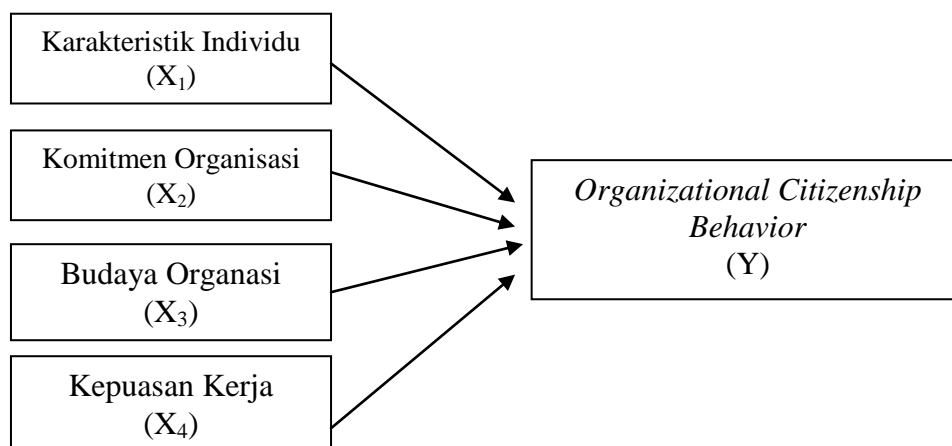 Karakteristik Individu
(X₁)
Komitmen Organisasi
(X₂)
Budaya Organasi
(X₃)
Kepuasan Kerja
(X₄)
Organizational Citizenship
Behavior
(Y)